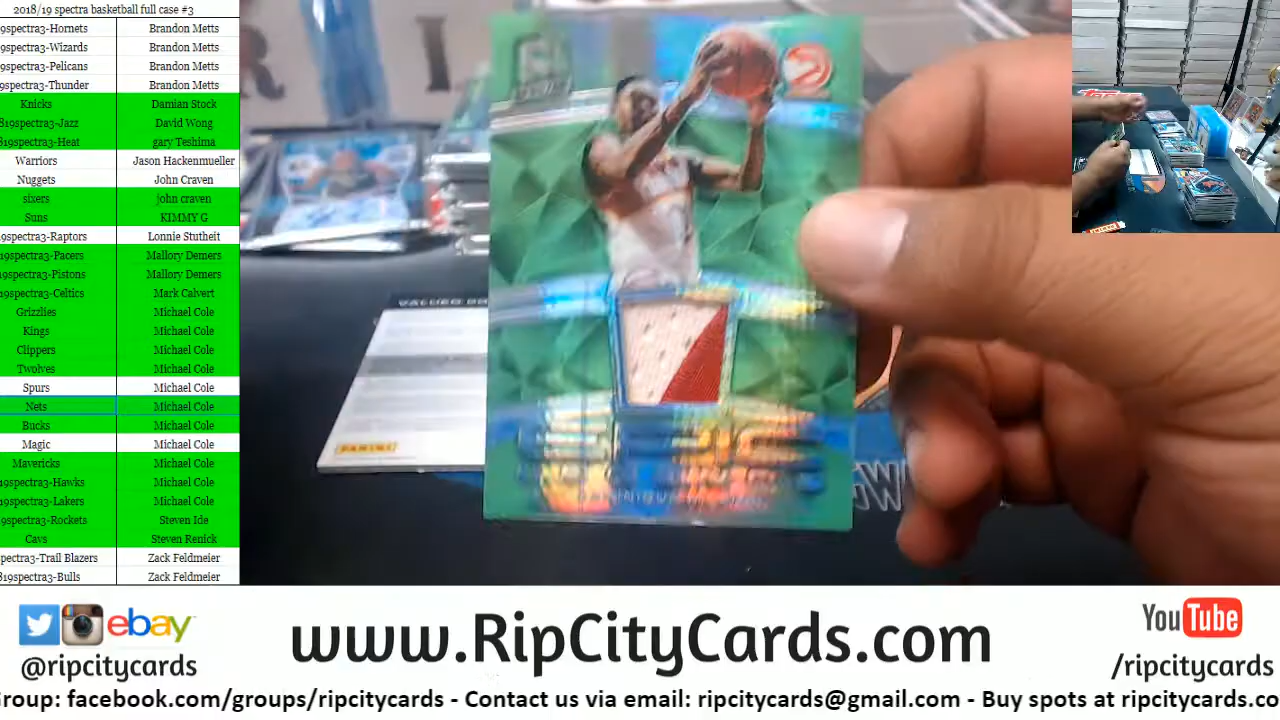 2018/19 spectra basketball full case #3
9spectra3-Hornets Brandon Metts
9spectra3-Wizards Brandon Metts
9spectra3-Pelicans Brandon Metts
9spectra3-Thunder Brandon Metts
Knicks Damian Stock
819spectra3-Jazz David Wong
819spectra3-Heat gary Teshima
Warriors Jason Hackenmueller
Nuggets John Craven
sixers john craven
Suns KIMMY G
19spectra3-Raptors Lonnie Stutheit
19spectra3-Pacers Mallory Demers
19spectra3-Pistons Mallory Demers
19spectra3-Celtics Mark Calvert
Grizzlies Michael Cole
Kings Michael Cole
Clippers Michael Cole
Twolves Michael Cole
Spurs Michael Cole
Nets Michael Cole
Bucks Michael Cole
Magic Michael Cole
Mavericks Michael Cole
19spectra3-Hawks Michael Cole
19spectra3-Lakers Michael Cole
9spectra3-Rockets Steven Ide
Cavs Steven Renick
spectra3-Trail Blazers Zack Feldmeier
819spectra3-Bulls Zack Feldmeier
PANINI
ebay
@ripcitycards
www.RipCityCards.com
YouTube
/ripcitycards
Group: facebook.com/groups/ripcitycards - Contact us via email: ripcitycards@gmail.com - Buy spots at ripcitycards.co